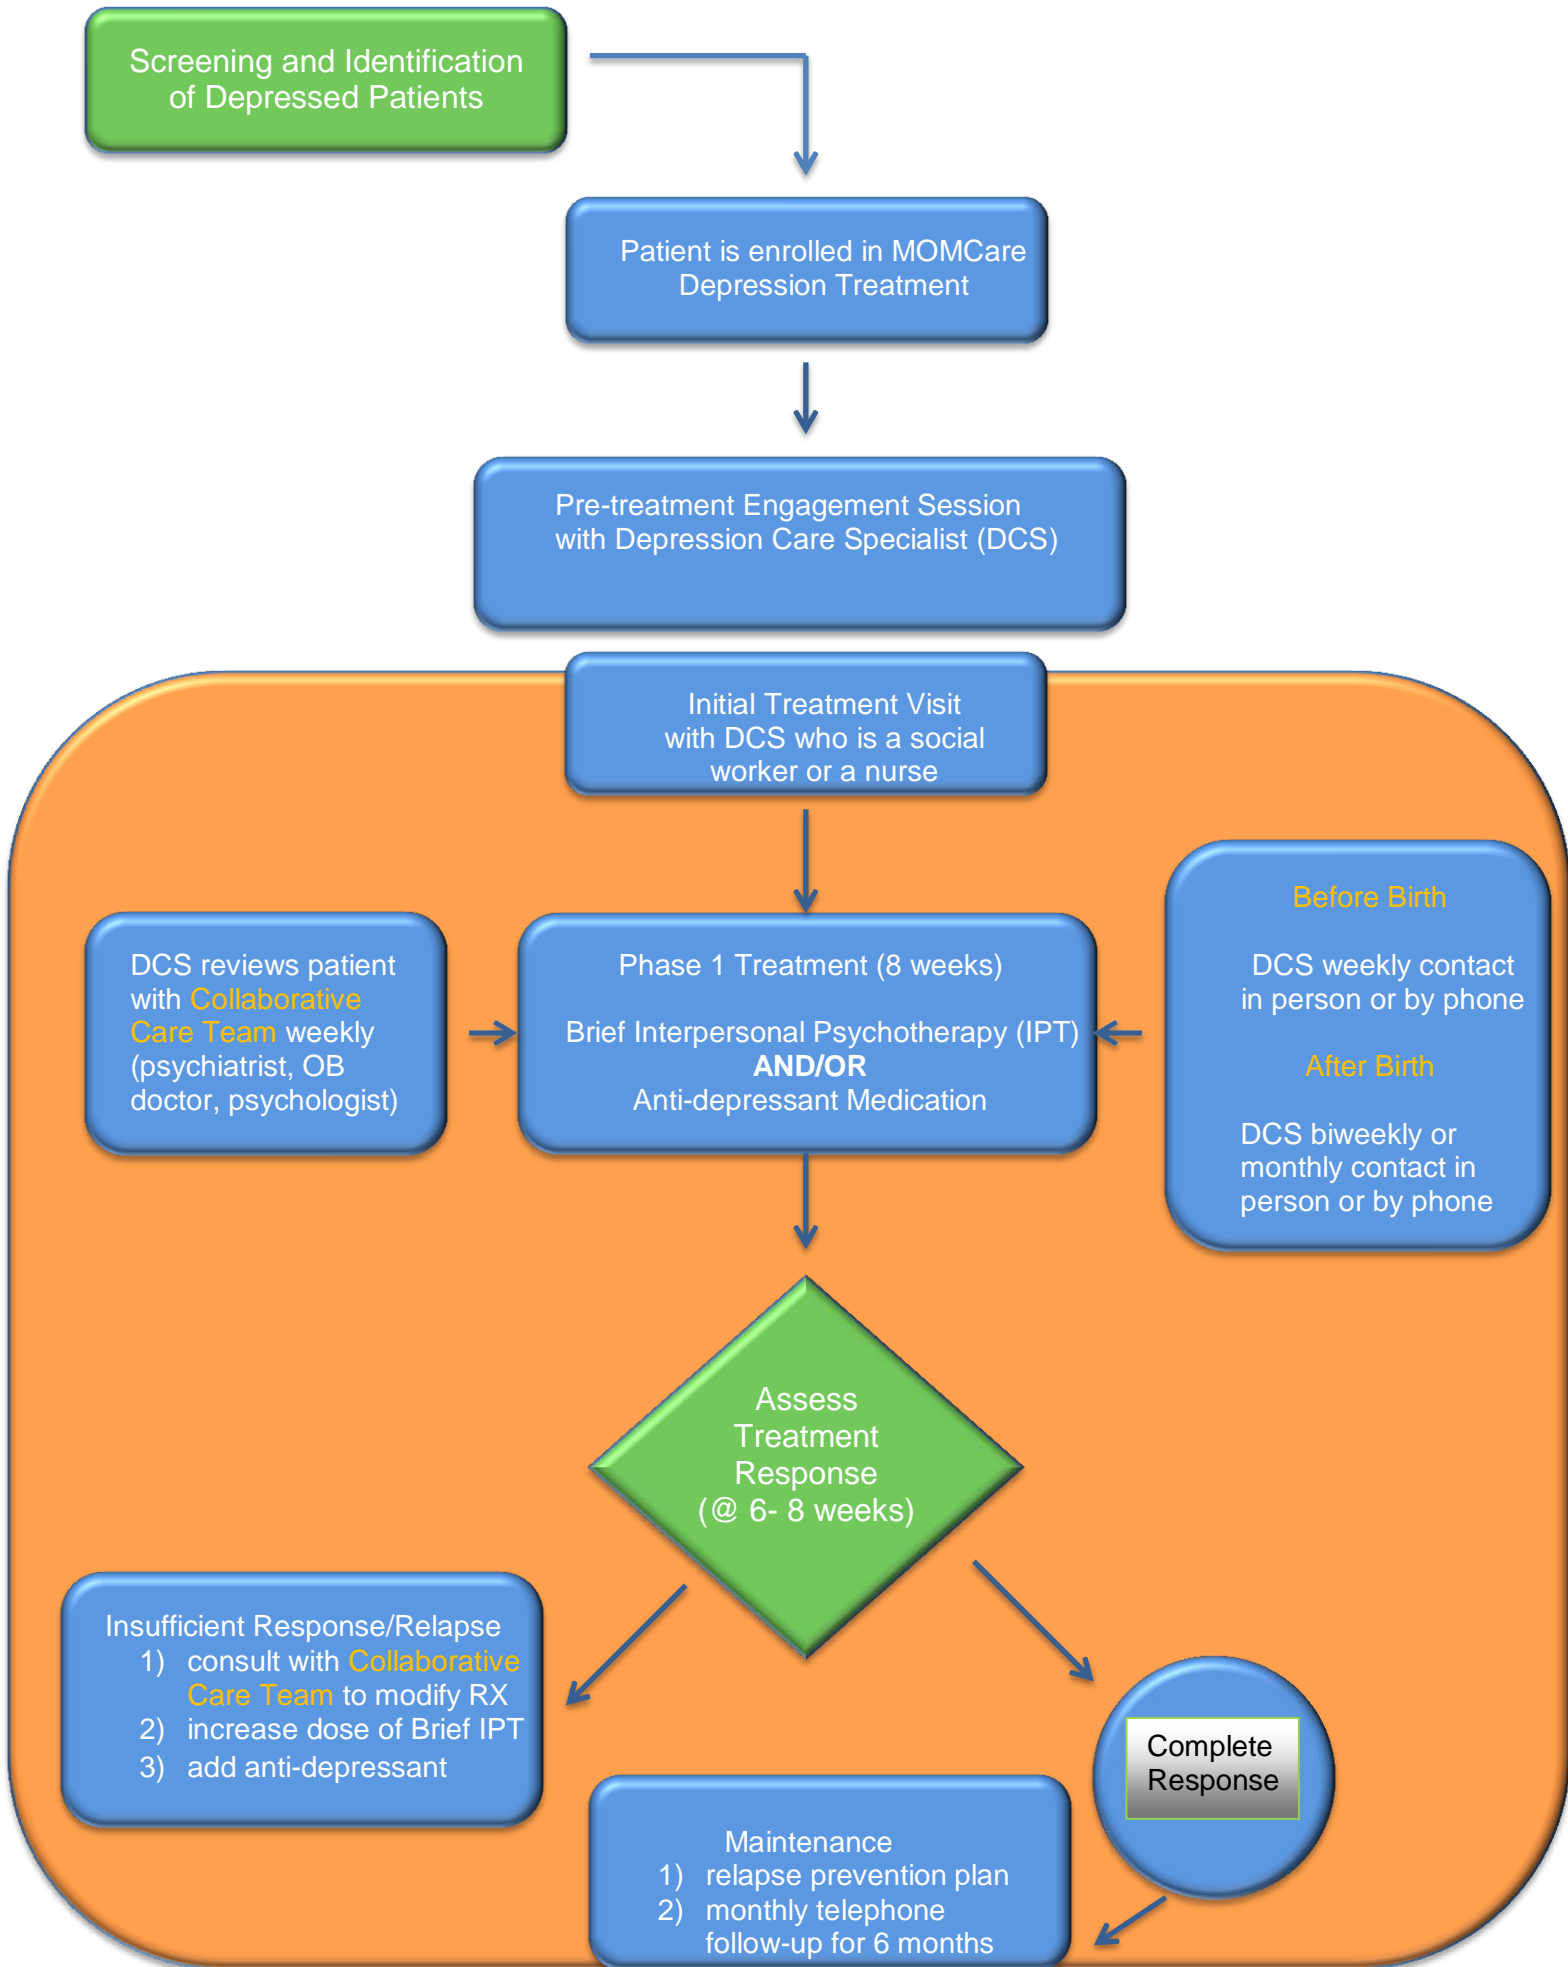 Screening and Identification
of Depressed Patients
Patient is enrolled in MOMCare
Depression Treatment
Pre-treatment Engagement Session
with Depression Care Specialist (DCS)
Initial Treatment Visit
with DCS who is a social
worker or a nurse
DCS reviews patient
with Collaborative
Care Team weekly
(psychiatrist, OB
doctor, psychologist)
Phase 1 Treatment (8 weeks)
Brief Interpersonal Psychotherapy (IPT)
AND/OR
Anti-depressant Medication
Before Birth
DCS weekly contact
in person or by phone
After Birth
DCS biweekly or
monthly contact in
person or by phone
Assess
Treatment
Response
(@ 6- 8 weeks)
Insufficient Response/Relapse
1) consult with Collaborative
Care Team to modify RX
2) increase dose of Brief IPT
3) add anti-depressant
Complete
Response
Maintenance
1) relapse prevention plan
2) monthly telephone
follow-up for 6 months